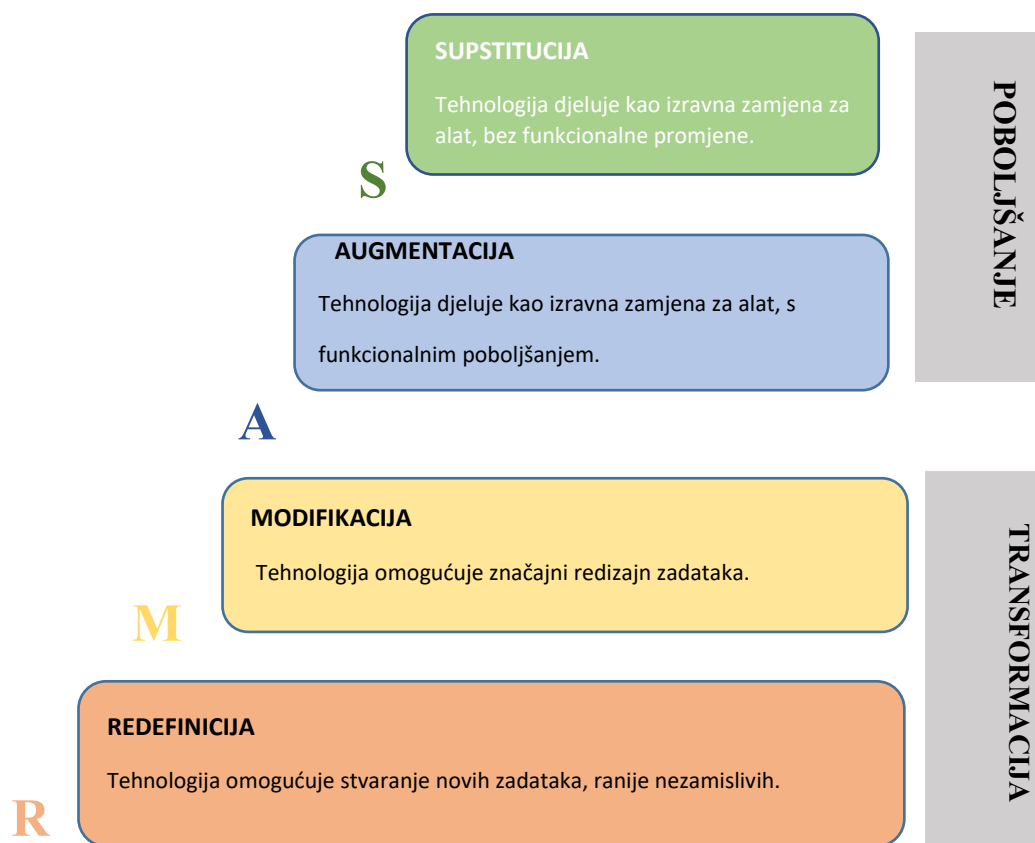 SUPSTITUCIJA
Tehnologija djeluje kao izravna zamjena za
alat, bez funkcionalne promjene.
S
POBOLJŠANJE
AUGMENTACIJA
Tehnologija djeluje kao izravna zamjena za alat, s
funkcionalnim poboljšanjem.
A
MODIFIKACIJA
Tehnologija omogućuje značajni redizajn zadataka.
M
TRANSFORMACIJA
REDEFINICIJA
Tehnologija omogućuje stvaranje novih zadataka, ranije nezamislivih.
R